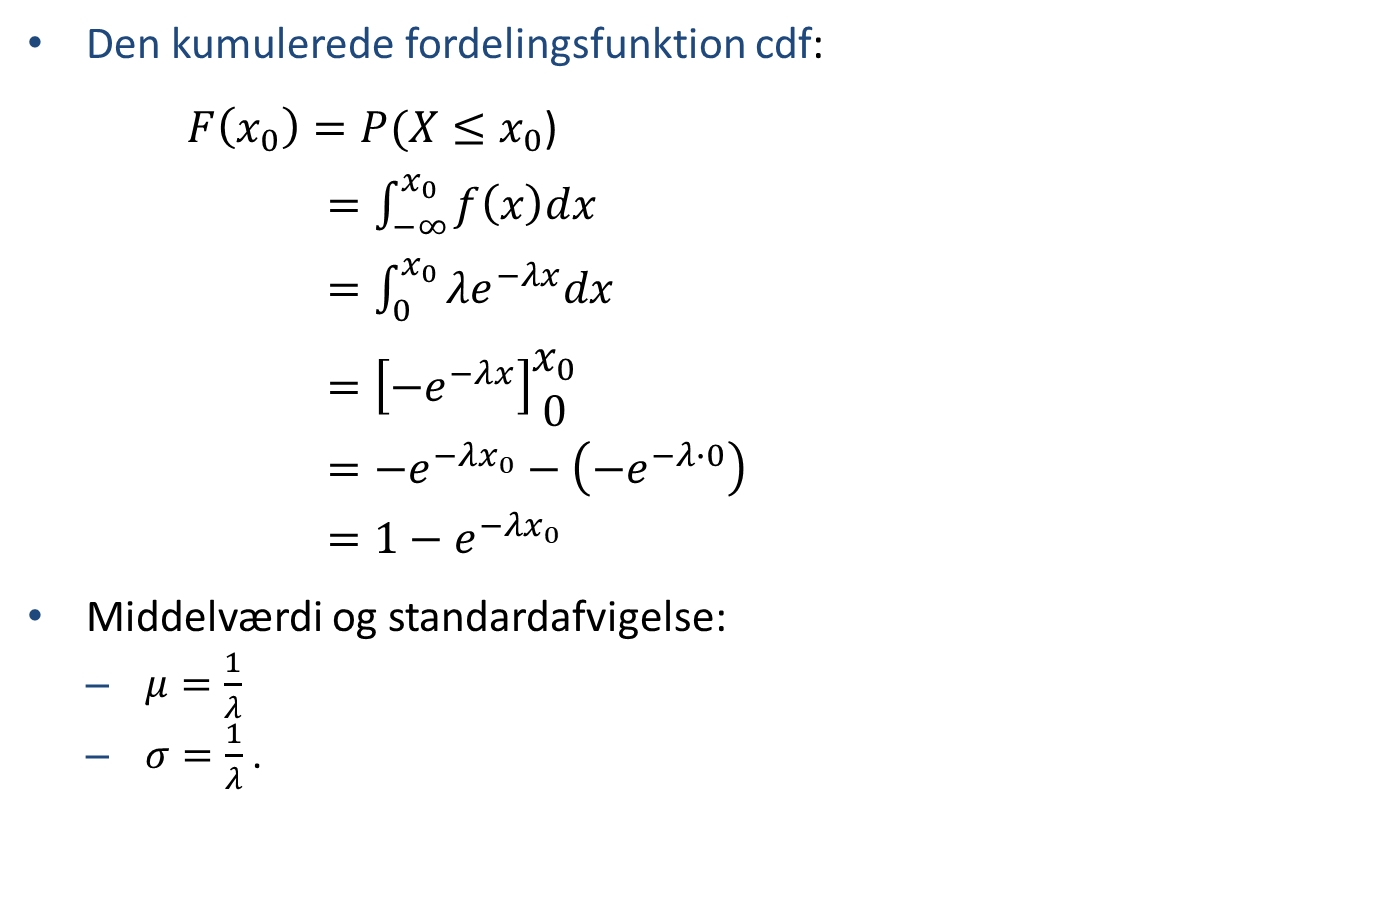 • Den kumulerede fordelingsfunktion cdf:
F(x₀) = P(X ≤ x₀)
= ∫_{−∞}^{x₀} f(x)dx
= ∫_{0}^{x₀} λe^{−λx}dx
= [−e^{−λx}]_{0}^{x₀}
= −e^{−λx₀} − (−e^{−λ·0})
= 1 − e^{−λx₀}
• Middelværdi og standardafvigelse:
– μ = 1/λ
– σ = 1/λ .